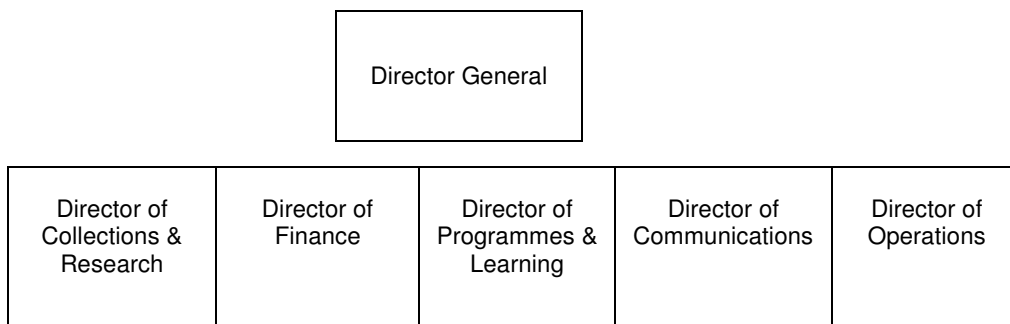 Director General
Director of
Collections &
Research
Director of
Finance
Director of
Programmes &
Learning
Director of
Communications
Director of
Operations